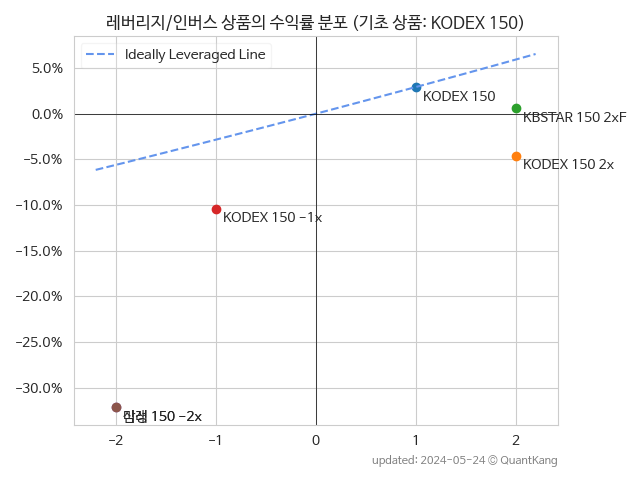 레버리지/인버스 상품의 수익률 분포 (기초 상품: KODEX 150)
Ideally Leveraged Line
5.0%
0.0%
−5.0%
−10.0%
−15.0%
−20.0%
−25.0%
−30.0%
KODEX 150
KBSTAR 150 2xF
KODEX 150 2x
KODEX 150 −1x
150 −2x
−2
−1
0
1
2
updated: 2024-05-24 © QuantKang